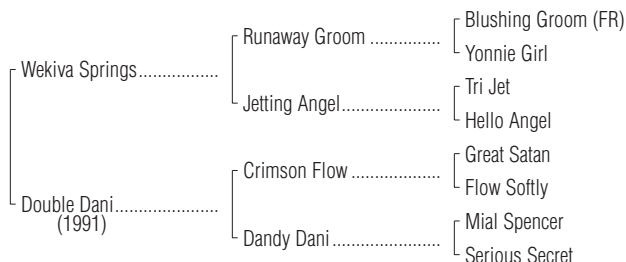 Blushing Groom (FR)
Runaway Groom ...............
Yonnie Girl
Wekiva Springs.................
Tri Jet
Jetting Angel.....................
Hello Angel
Great Satan
Crimson Flow ...................
Flow Softly
Double Dani......................
(1991)
Mial Spencer
Dandy Dani.......................
Serious Secret